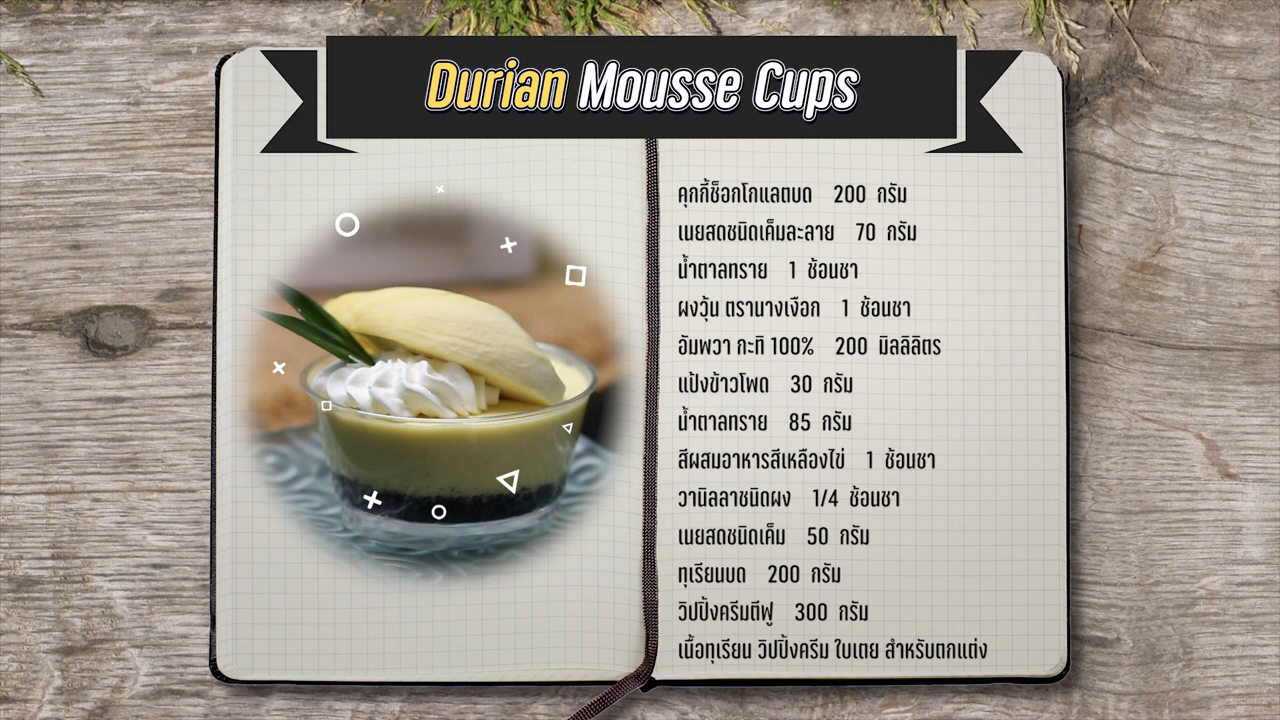 Durian Mousse Cups
คุกกี้ช็อกโกแลตบด 200 กรัม
เนยสดชนิดเค็มละลาย 70 กรัม
น้ำตาลทราย 1 ช้อนชา
ผงวุ้น ตรานางเงือก 1 ช้อนชา
อัมพวา กะทิ 100% 200 มิลลิลิตร
แป้งข้าวโพด 30 กรัม
น้ำตาลทราย 85 กรัม
สีผสมอาหารสีเหลืองไข่ 1 ช้อนชา
วานิลลาชนิดผง 1/4 ช้อนชา
เนยสดชนิดเค็ม 50 กรัม
ทุเรียนบด 200 กรัม
วิปปิ้งครีมตีฟู 300 กรัม
เนื้อทุเรียน วิปปิ้งครีม ใบเตย สำหรับตกแต่ง